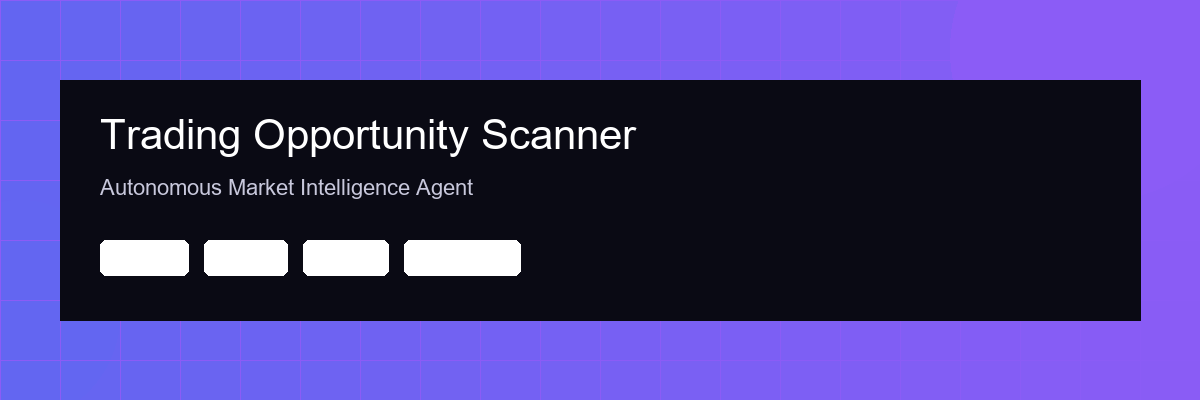 Trading Opportunity Scanner
Autonomous Market Intelligence Agent